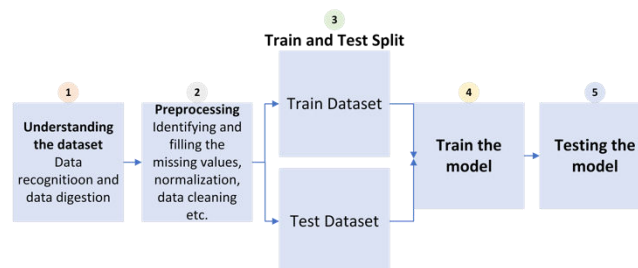 3
Train and Test Split
1
Understanding
the dataset
Data
recognitioon and
data digestion
2
Preprocessing
Identifying and
filling the
missing values,
normalization,
data cleaning
etc.
Train Dataset
Test Dataset
4
Train the
model
5
Testing the
model